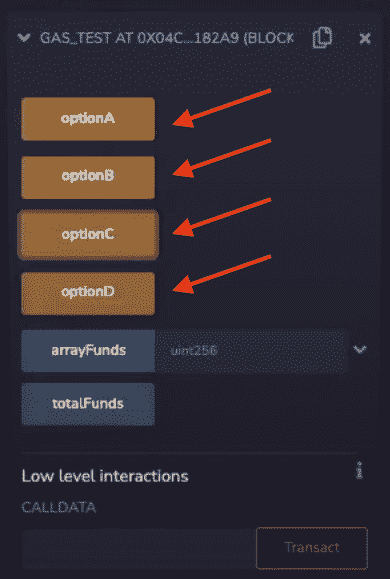 GAS_TEST AT 0X04C...182A9 (BLOCK
optionA
optionB
optionC
optionD
arrayFunds uint256
totalFunds
Low level interactions
CALLDATA
Transact